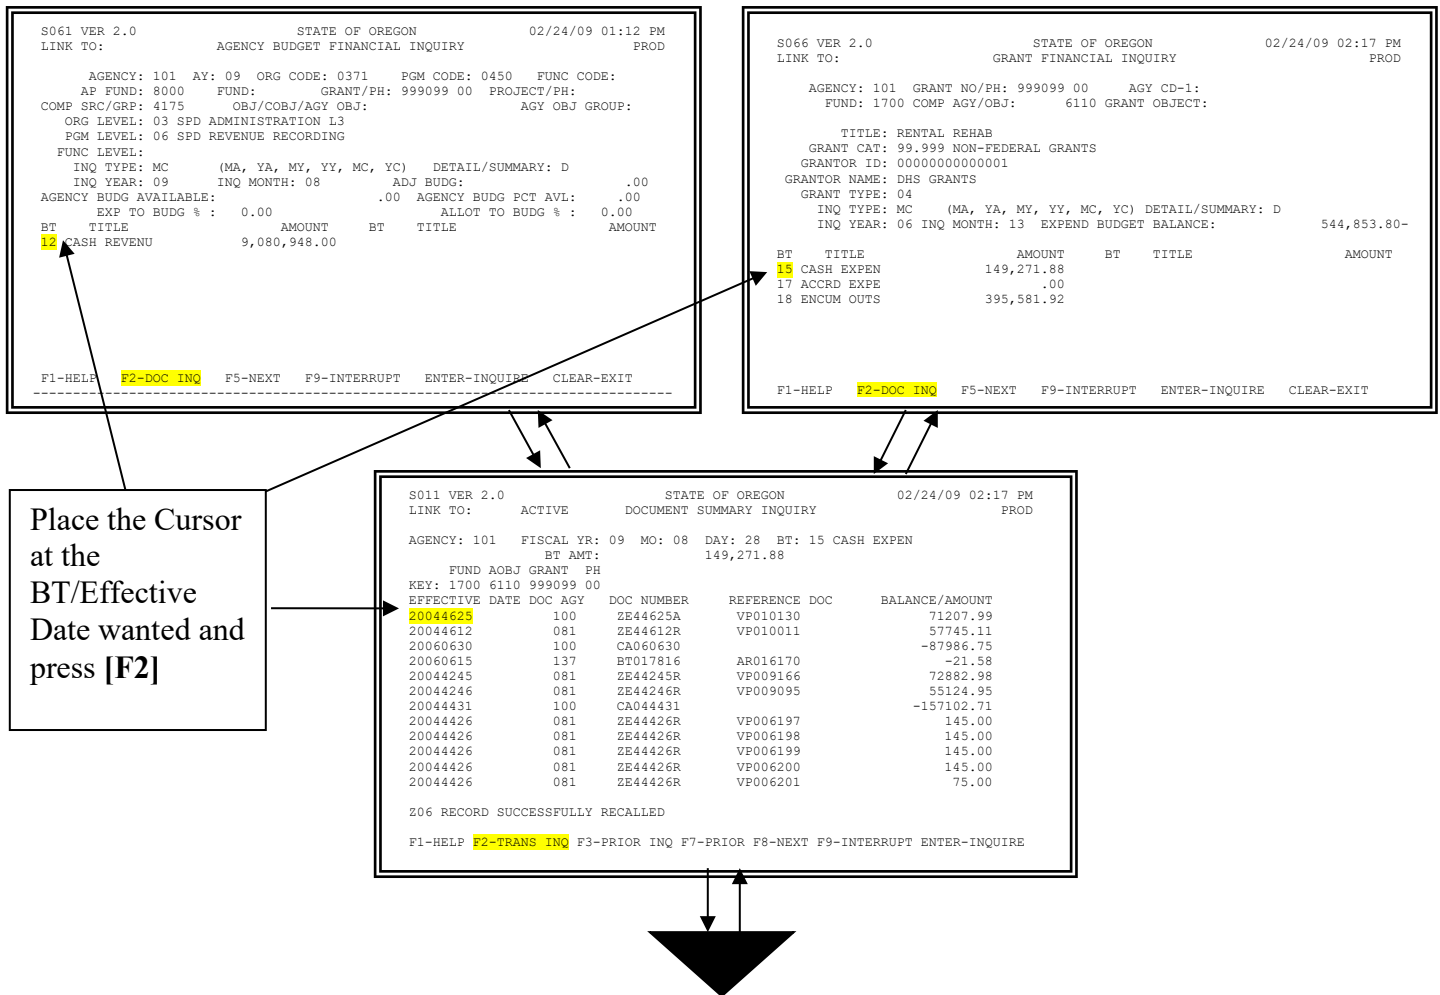 S061 VER 2.0 STATE OF OREGON 02/24/09 01:12 PM
LINK TO: AGENCY BUDGET FINANCIAL INQUIRY PROD
AGENCY: 101 AY: 09 ORG CODE: 0371 PGM CODE: 0450 FUNC CODE:
AP FUND: 8000 FUND: GRANT/PH: 999099 00 PROJECT/PH:
COMP SRC/GRP: 4175 OBJ/COBJ/AGY OBJ: AGY OBJ GROUP:
ORG LEVEL: 03 SPD ADMINISTRATION L3
PGM LEVEL: 06 SPD REVENUE RECORDING
FUNC LEVEL:
INQ TYPE: MC (MA, YA, MY, YY, MC, YC) DETAIL/SUMMARY: D
INQ YEAR: 09 INQ MONTH: 08 ADJ BUDG: .00
AGENCY BUDG AVAILABLE: .00 AGENCY BUDG PCT AVL: .00
EXP TO BUDG % : 0.00 ALLOT TO BUDG % : 0.00
BT TITLE AMOUNT BT TITLE AMOUNT
12 CASH REVENU 9,080,948.00
F1-HELP F2-DOC INQ F5-NEXT F9-INTERRUPT ENTER-INQUIRE CLEAR-EXIT
S066 VER 2.0 STATE OF OREGON 02/24/09 02:17 PM
LINK TO: GRANT FINANCIAL INQUIRY PROD
AGENCY: 101 GRANT NO/PH: 999099 00 AGY CD-1:
FUND: 1700 COMP AGY/OBJ: 6110 GRANT OBJECT:
TITLE: RENTAL REHAB
GRANT CAT: 99.999 NON-FEDERAL GRANTS
GRANTOR ID: 00000000000001
GRANTOR NAME: DHS GRANTS
GRANT TYPE: 04
INQ TYPE: MC (MA, YA, MY, YY, MC, YC) DETAIL/SUMMARY: D
INQ YEAR: 06 INQ MONTH: 13 EXPEND BUDGET BALANCE: 544,853.80-
BT TITLE AMOUNT BT TITLE AMOUNT
15 CASH EXPEN 149,271.88
17 ACCRD EXPE .00
18 ENCUM OUTS 395,581.92
F1-HELP F2-DOC INQ F5-NEXT F9-INTERRUPT ENTER-INQUIRE CLEAR-EXIT
Place the Cursor
at the
BT/Effective
Date wanted and
press [F2]
S011 VER 2.0 STATE OF OREGON 02/24/09 02:17 PM
LINK TO: ACTIVE DOCUMENT SUMMARY INQUIRY PROD
AGENCY: 101 FISCAL YR: 09 MO: 08 DAY: 28 BT: 15 CASH EXPEN
BT AMT: 149,271.88
FUND AOBJ GRANT PH
KEY: 1700 6110 999099 00
EFFECTIVE DATE DOC AGY DOC NUMBER REFERENCE DOC BALANCE/AMOUNT
20044625 100 ZE44625A VP010130 71207.99
20044612 081 ZE44612R VP010011 57745.11
20060630 100 CA060630 -87986.75
20060615 137 BT017816 AR016170 -21.58
20044245 081 ZE44245R VP009166 72882.98
20044246 081 ZE44246R VP009095 55124.95
20044431 100 CA044431 -157102.71
20044426 081 ZE44426R VP006197 145.00
20044426 081 ZE44426R VP006198 145.00
20044426 081 ZE44426R VP006199 145.00
20044426 081 ZE44426R VP006200 145.00
20044426 081 ZE44426R VP006201 75.00
Z06 RECORD SUCCESSFULLY RECALLED
F1-HELP F2-TRANS INQ F3-PRIOR INQ F7-PRIOR F8-NEXT F9-INTERRUPT ENTER-INQUIRE